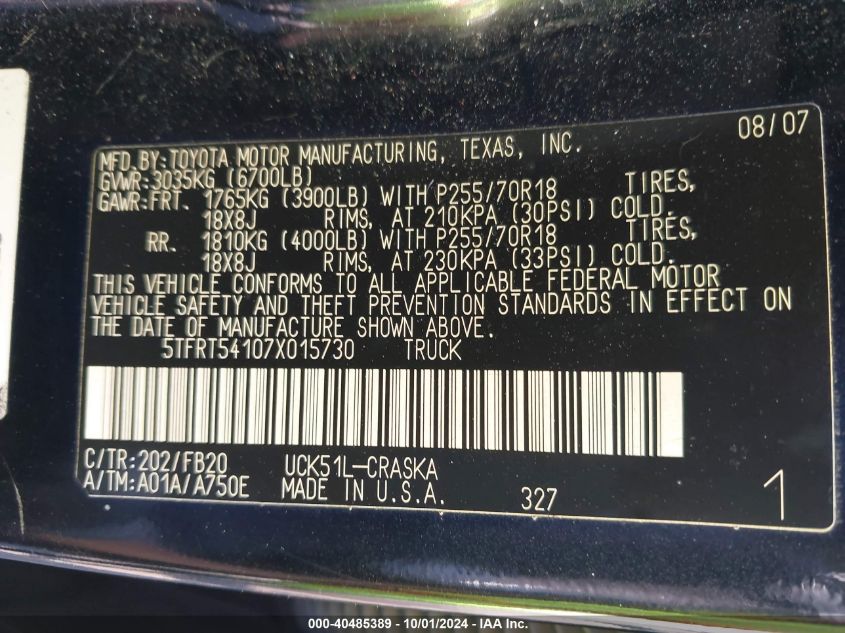 08/07
MFD.BY:TOYOTA MOTOR MANUFACTURING, TEXAS, INC.
GVWR:3035KG (6700LB)
GAWR:FRT. 1765KG (3900LB) WITH P255/70R18 TIRES,
18X8J RIMS, AT 210KPA (30PSI) COLD.
RR. 1810KG (4000LB) WITH P255/70R18 TIRES,
18X8J RIMS, AT 230KPA (33PSI) COLD.
THIS VEHICLE CONFORMS TO ALL APPLICABLE FEDERAL MOTOR
VEHICLE SAFETY AND THEFT PREVENTION STANDARDS IN EFFECT ON
THE DATE OF MANUFACTURE SHOWN ABOVE.
5TFRT54107X015730 TRUCK
C/TR:202/FB20 UCK51L-CRASKA
A/TM:A01A/A750E MADE IN U.S.A. 327 1
000-40485389 - 10/01/2024 - IAA Inc.